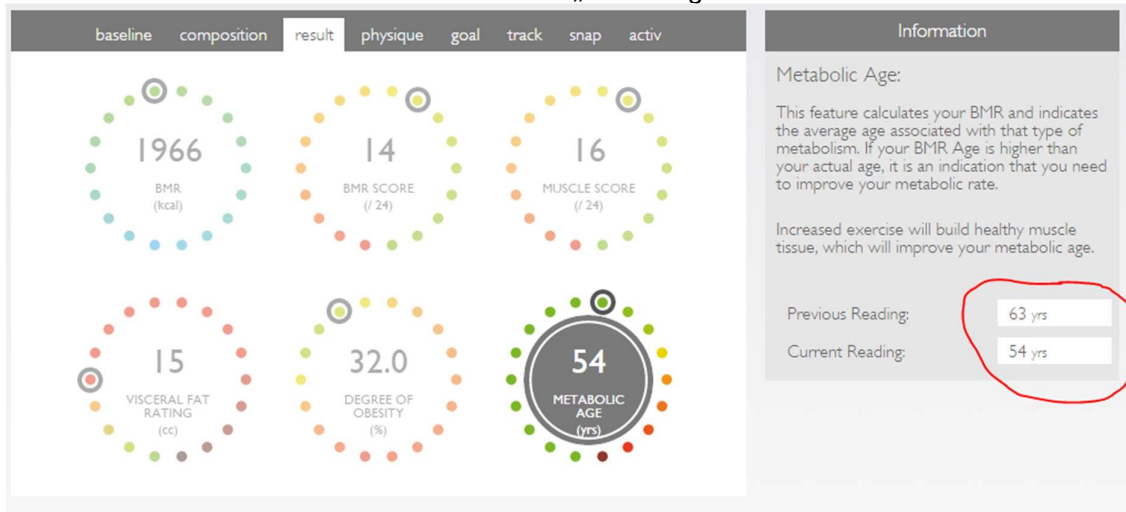 baseline composition result physique goal track snap activ
1966
BMR
(kcal)
14
BMR SCORE
(/ 24)
16
MUSCLE SCORE
(/ 24)
15
VISCERAL FAT
RATING
(cc)
32.0
DEGREE OF
OBESITY
(%)
54
METABOLIC
AGE
(yrs)
Information
Metabolic Age:
This feature calculates your BMR and indicates
the average age associated with that type of
metabolism. If your BMR Age is higher than
your actual age, it is an indication that you need
to improve your metabolic rate.
Increased exercise will build healthy muscle
tissue, which will improve your metabolic age.
Previous Reading: 63 yrs
Current Reading: 54 yrs